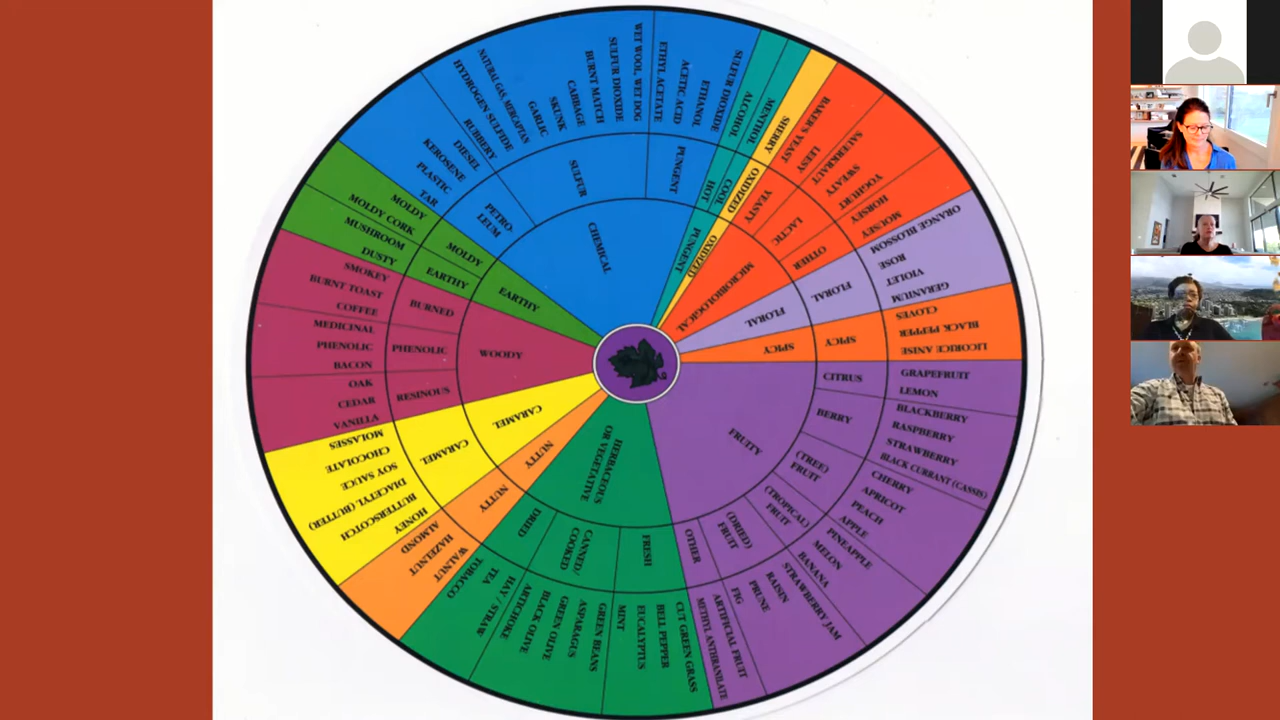 CHEMICAL
SULFUR
PUNGENT
PETRO-
LEUM
TAR
PLASTIC
KEROSENE
DIESEL
RUBBERY
HYDROGEN SULFIDE
NATURAL GAS, MERCAPTAN
GARLIC
SKUNK
CABBAGE
BURNT MATCH
SULFUR DIOXIDE
WET WOOL, WET DOG
ETHYL ACETATE
ACETIC ACID
ETHANOL
SULFUR DIOXIDE
PUNGENT
HOT
COOL
ALCOHOL
MENTHOL
OXIDIZED
OXIDIZED
SHERRY
MICROBIOLOGICAL
YEASTY
LACTIC
OTHER
BAKER'S YEAST
LEESY
SAUERKRAUT
SWEATY
YOGHURT
HORSEY
MOUSEY
FLORAL
FLORAL
ORANGE BLOSSOM
ROSE
VIOLET
GERANIUM
SPICY
SPICY
CLOVES
BLACK PEPPER
LICORICE ANISE
FRUITY
CITRUS
GRAPEFRUIT
LEMON
BERRY
BLACKBERRY
RASPBERRY
STRAWBERRY
BLACK CURRANT (CASSIS)
(TREE)
FRUIT
CHERRY
APRICOT
PEACH
APPLE
(TROPICAL)
FRUIT
PINEAPPLE
MELON
BANANA
(DRIED)
FRUIT
STRAWBERRY JAM
RAISIN
PRUNE
FIG
OTHER
ARTIFICIAL FRUIT
METHYL ANTHRANILATE
HERBACEOUS
OR VEGETATIVE
FRESH
CUT GREEN GRASS
BELL PEPPER
EUCALYPTUS
MINT
CANNED/
COOKED
GREEN BEANS
ASPARAGUS
GREEN OLIVE
BLACK OLIVE
ARTICHOKE
DRIED
HAY / STRAW
TEA
TOBACCO
NUTTY
NUTTY
WALNUT
HAZELNUT
ALMOND
CARAMEL
CARAMEL
HONEY
BUTTERSCOTCH
DIACETYL (BUTTER)
SOY SAUCE
CHOCOLATE
MOLASSES
WOODY
RESINOUS
VANILLA
CEDAR
OAK
PHENOLIC
BACON
PHENOLIC
MEDICINAL
BURNED
COFFEE
BURNT TOAST
SMOKEY
EARTHY
EARTHY
DUSTY
MUSHROOM
MOLDY
MOLDY CORK
MOLDY